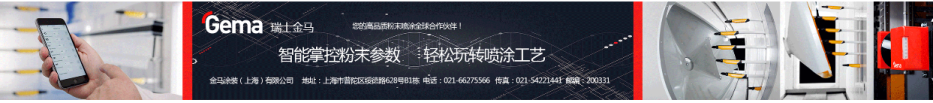 Gema 瑞士金马 您的高品质粉末喷涂全球合作伙伴！
智能掌控粉末参数 轻松玩转喷涂工艺
金马涂装（上海）有限公司 地址：上海市普陀区绥德路628号B1栋 电话：021-66275566 传真：021-54221441 邮编：200331